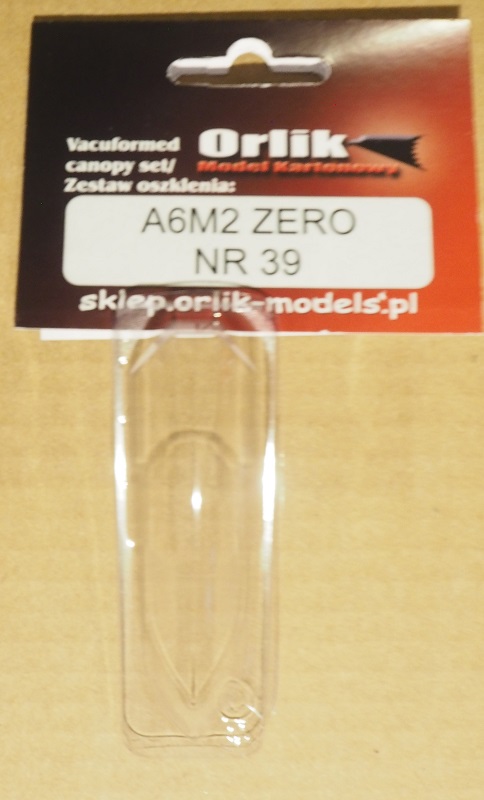 Vacuformed
canopy set/
Zestaw oszklenia:
Orlik
Model Kartonowy
A6M2 ZERO
NR 39
sklep.orlik-models.pl